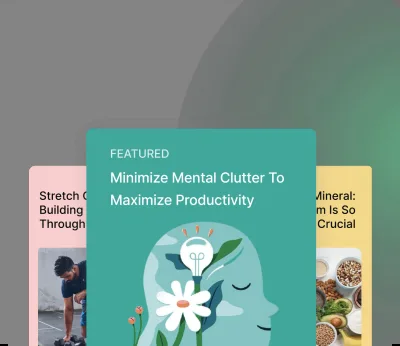 FEATURED
Minimize Mental Clutter To
Maximize Productivity
Stretch
Building
Through
Mineral:
Is So
Crucial